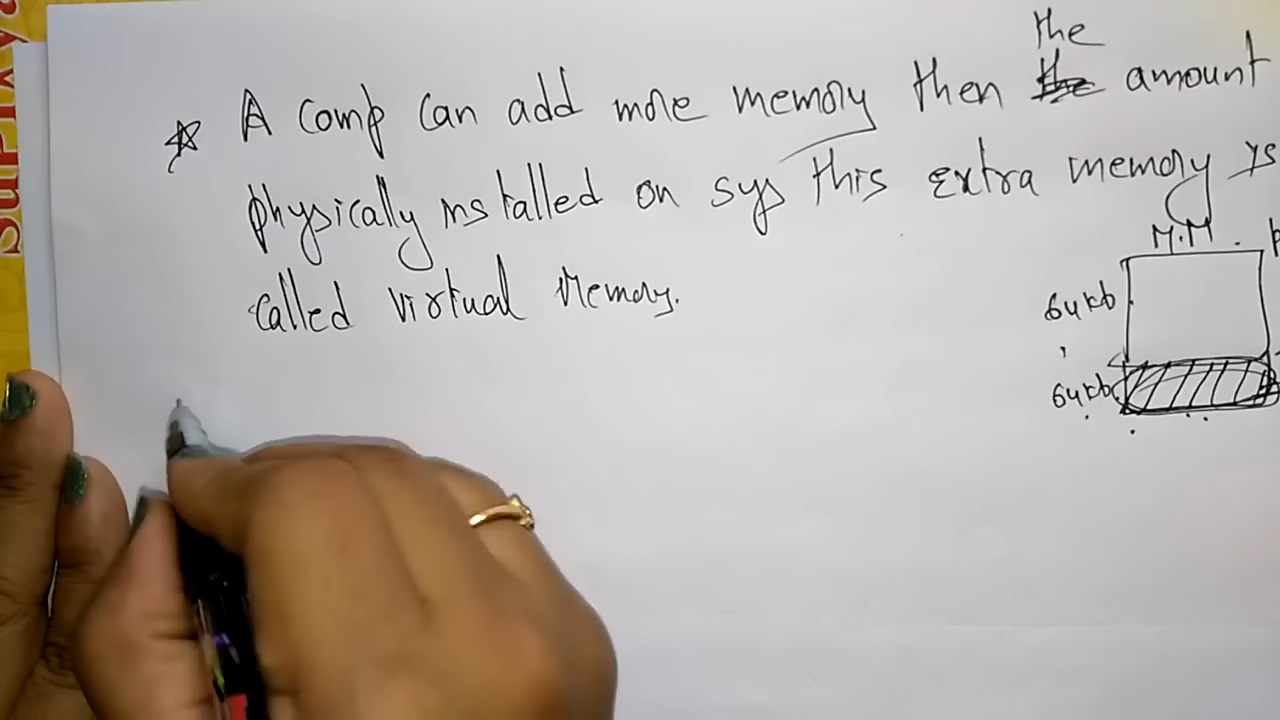 the
A comp can add more memory then the amount
physically installed on sys this extra memory is
called virtual Memory.
M.M
64kb
64kb